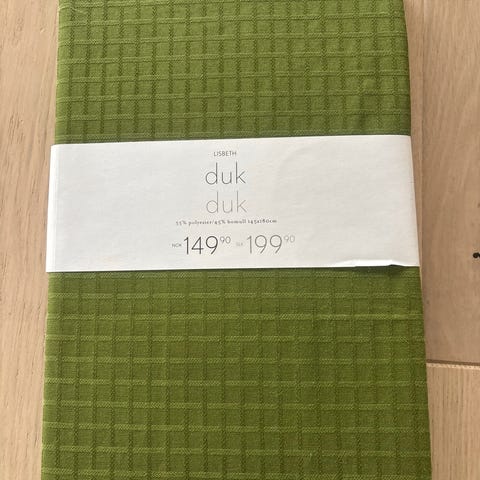 LISBETH
duk
duk
55% polyester/45% bomull 145x180cm
NOK 149 90 SEK 199 90